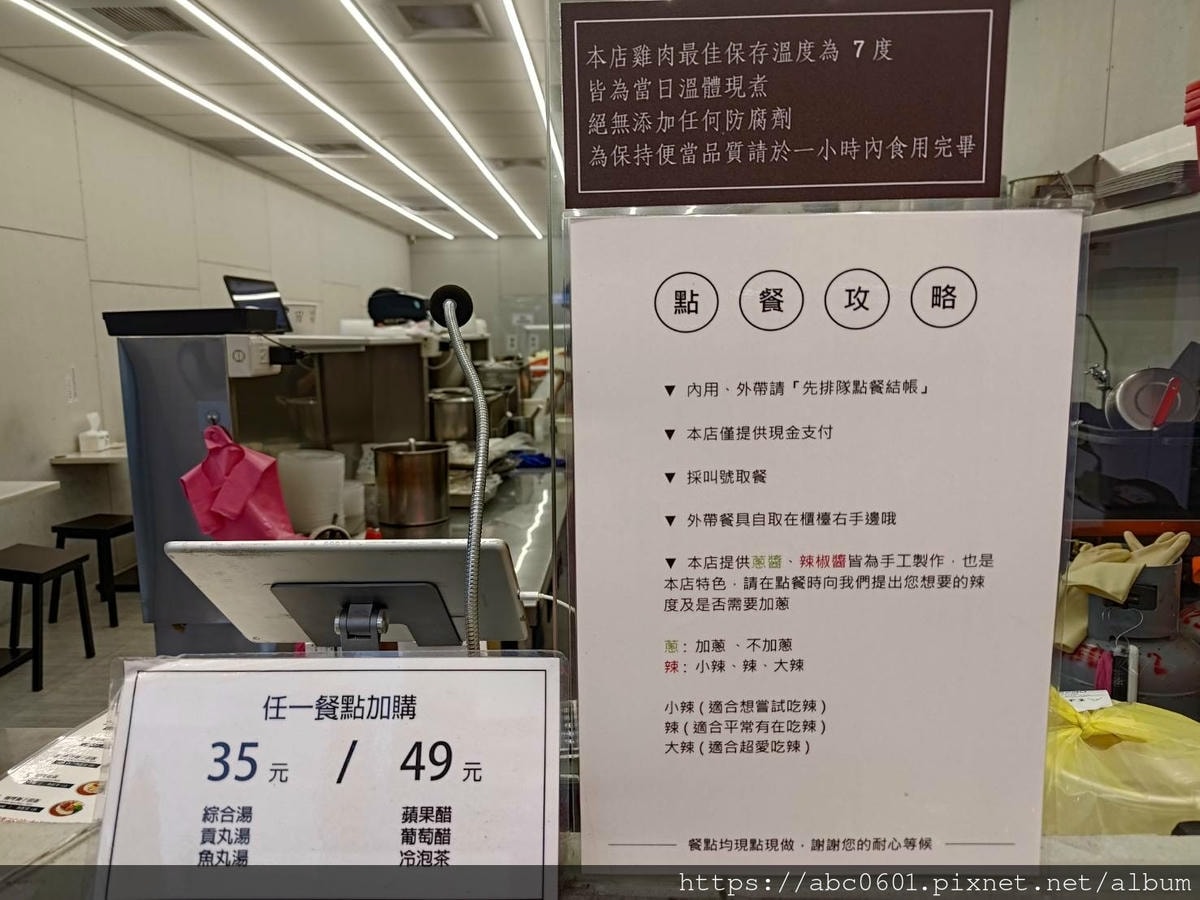 本店雞肉最佳保存溫度為 7 度
皆為當日溫體現煮
絕無添加任何防腐劑
為保持便當品質請於一小時內食用完畢
點餐攻略
▼ 內用、外帶請「先排隊點餐結帳」
▼ 本店僅提供現金支付
▼ 採叫號取餐
▼ 外帶餐具自取在櫃檯右手邊哦
▼ 本店提供蔥醬、辣椒醬皆為手工製作，也是
本店特色，請在點餐時向我們提出您想要的辣
度及是否需要加蔥
蔥：加蔥、不加蔥
辣：小辣、辣、大辣
小辣 ( 適合想嘗試吃辣 )
辣 ( 適合平常有在吃辣 )
大辣 ( 適合超愛吃辣 )
餐點均現點現做，謝謝您的耐心等候
任一餐點加購
35 元 / 49 元
綜合湯 蘋果醋
貢丸湯 葡萄醋
魚丸湯 冷泡茶
https://abc0601.pixnet.net/album